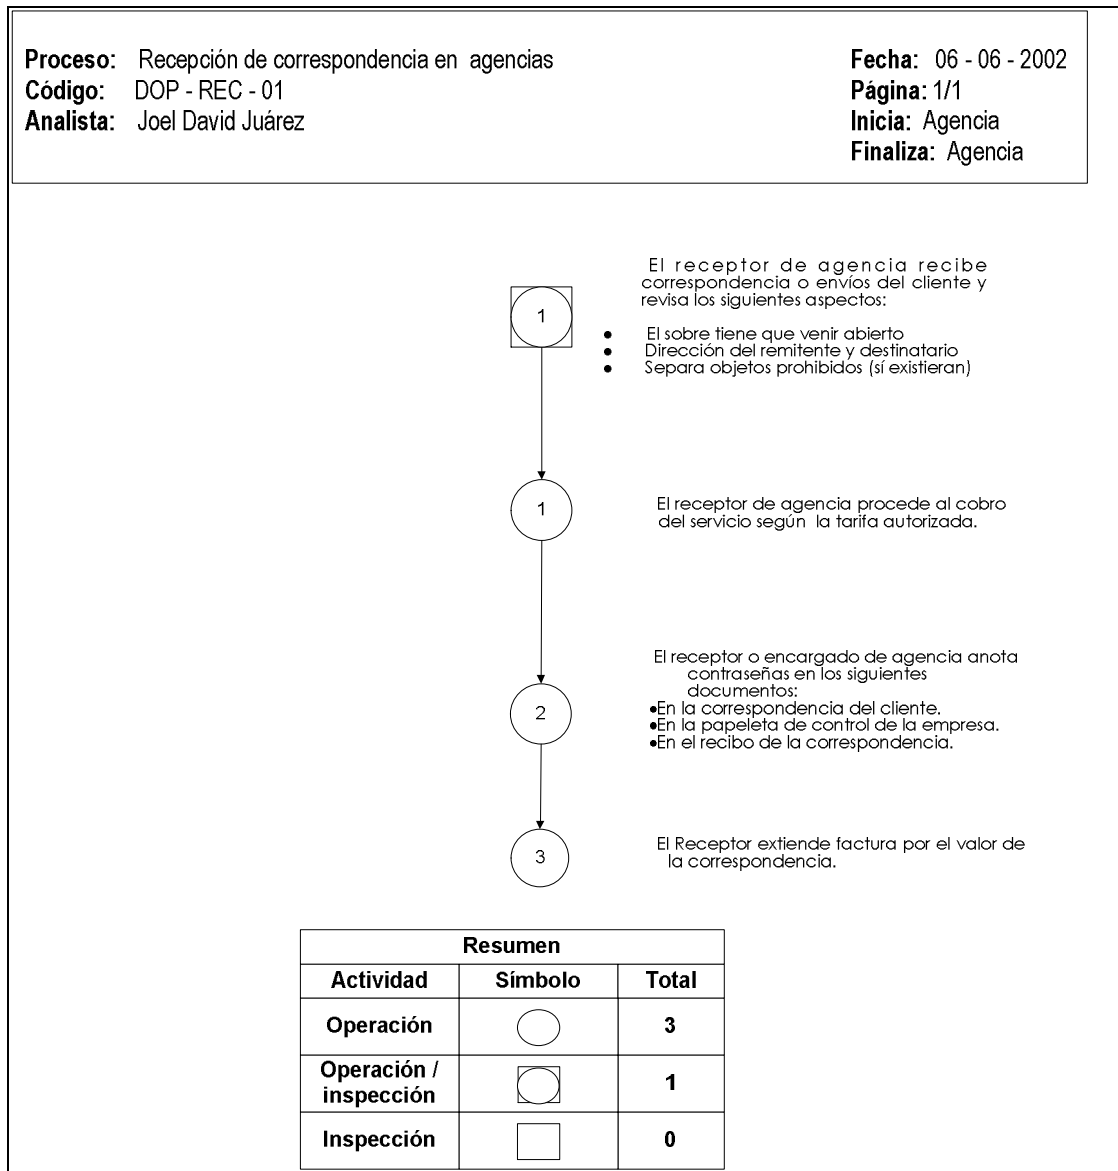 Proceso: Recepción de correspondencia en agencias
Código: DOP - REC - 01
Analista: Joel David Juárez
Fecha: 06 - 06 - 2002
Página: 1/1
Inicia: Agencia
Finaliza: Agencia
1
El receptor de agencia recibe
correspondencia o envíos del cliente y
revisa los siguientes aspectos:
• El sobre tiene que venir abierto
• Dirección del remitente y destinatario
• Separa objetos prohibidos (sí existieran)
1
El receptor de agencia procede al cobro
del servicio según la tarifa autorizada.
2
El receptor o encargado de agencia anota
contraseñas en los siguientes
documentos:
•En la correspondencia del cliente.
•En la papeleta de control de la empresa.
•En el recibo de la correspondencia.
3
El Receptor extiende factura por el valor de
la correspondencia.
Resumen
Actividad Símbolo Total
Operación 3
Operación /
inspección 1
Inspección 0